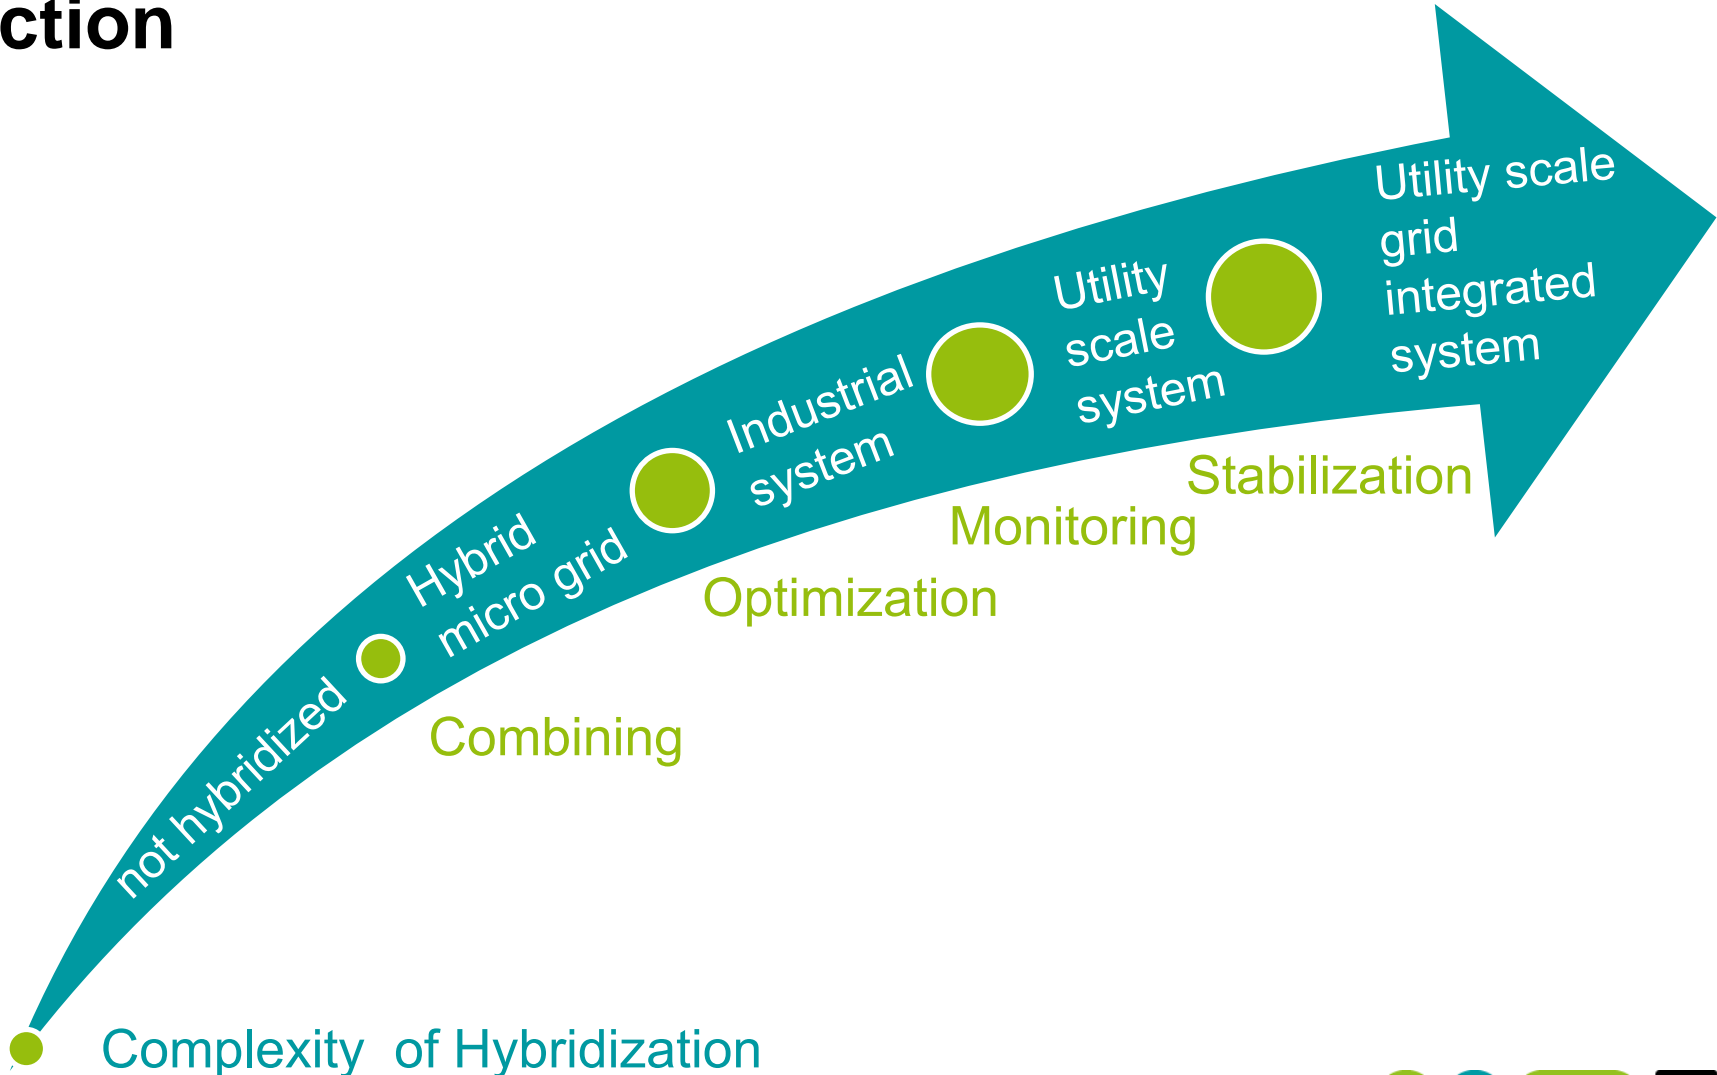 ction
Utility scale
grid
integrated
system
Utility
scale
system
Industrial
system
Hybrid
micro grid
not hybridized
Stabilization
Monitoring
Optimization
Combining
Complexity of Hybridization